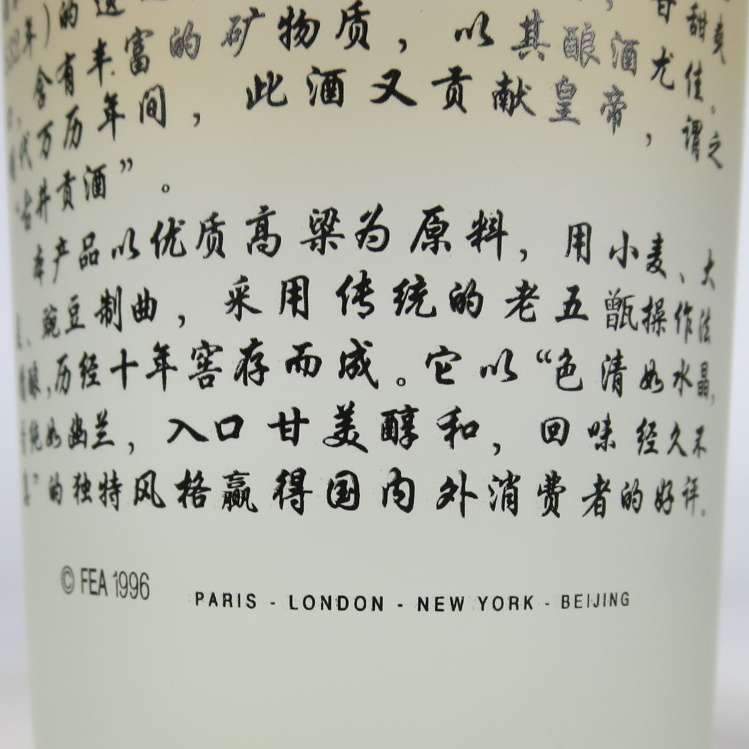 年）的
含有丰富的矿物质，以其酿酒，甘甜爽
代万历年间，此酒又贡献皇帝，尤佳。谓之
“古井贡酒”。
本产品以优质高粱为原料，用小麦、大
、豌豆制曲，采用传统的老五甑操作法
酿，历经十年窖存而成。它以“色清如水晶，
纯如幽兰，入口甘美醇和，回味经久不
”的独特风格赢得国内外消费者的好评。
© FEA 1996
PARIS - LONDON - NEW YORK - BEIJING